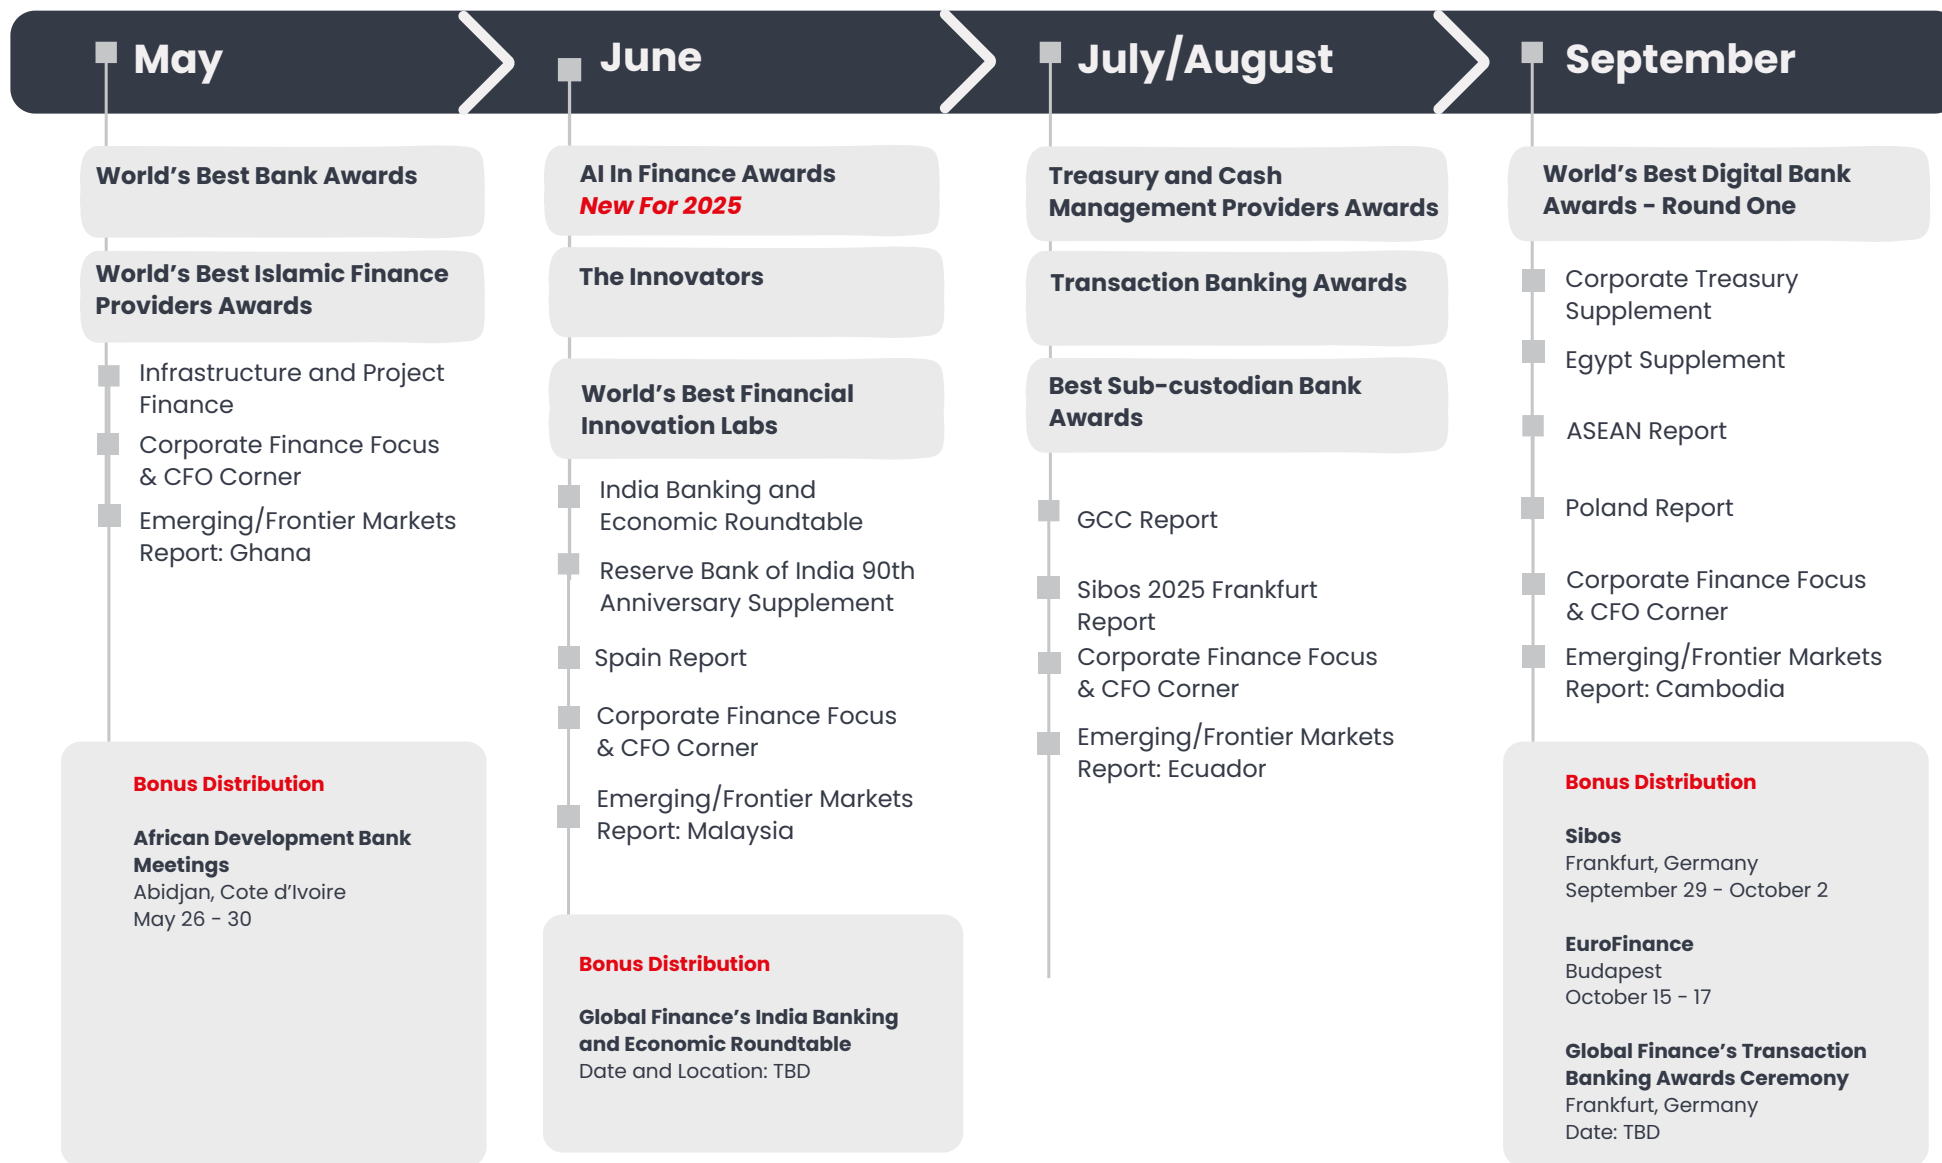 May
World's Best Bank Awards
World's Best Islamic Finance
Providers Awards
Infrastructure and Project
Finance
Corporate Finance Focus
& CFO Corner
Emerging/Frontier Markets
Report: Ghana
Bonus Distribution
African Development Bank
Meetings
Abidjan, Cote d'Ivoire
May 26 - 30
June
AI In Finance Awards
New For 2025
The Innovators
World's Best Financial
Innovation Labs
India Banking and
Economic Roundtable
Reserve Bank of India 90th
Anniversary Supplement
Spain Report
Corporate Finance Focus
& CFO Corner
Emerging/Frontier Markets
Report: Malaysia
Bonus Distribution
Global Finance's India Banking
and Economic Roundtable
Date and Location: TBD
July/August
Treasury and Cash
Management Providers Awards
Transaction Banking Awards
Best Sub-custodian Bank
Awards
GCC Report
Sibos 2025 Frankfurt
Report
Corporate Finance Focus
& CFO Corner
Emerging/Frontier Markets
Report: Ecuador
September
World's Best Digital Bank
Awards - Round One
Corporate Treasury
Supplement
Egypt Supplement
ASEAN Report
Poland Report
Corporate Finance Focus
& CFO Corner
Emerging/Frontier Markets
Report: Cambodia
Bonus Distribution
Sibos
Frankfurt, Germany
September 29 - October 2
EuroFinance
Budapest
October 15 - 17
Global Finance's Transaction
Banking Awards Ceremony
Frankfurt, Germany
Date: TBD